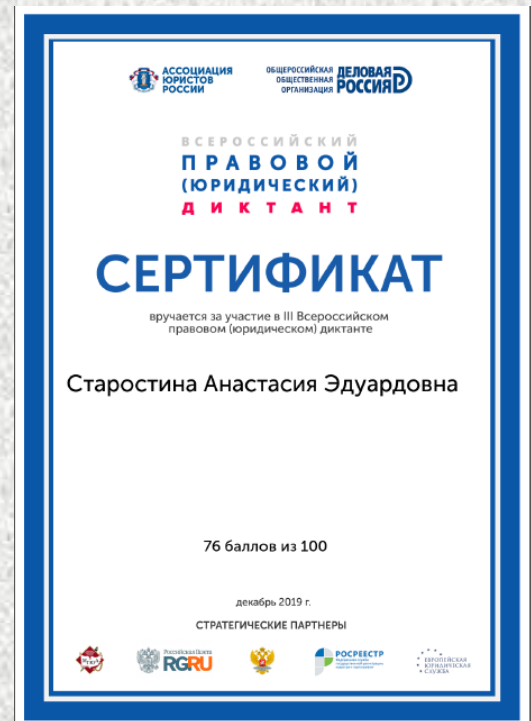 АССОЦИАЦИЯ
ЮРИСТОВ
РОССИИ
ОБЩЕРОССИЙСКАЯ
ОБЩЕСТВЕННАЯ
ОРГАНИЗАЦИЯ
ДЕЛОВАЯ
РОССИЯ
ВСЕРОССИЙСКИЙ
ПРАВОВОЙ
(ЮРИДИЧЕСКИЙ)
ДИКТАНТ
СЕРТИФИКАТ
вручается за участие в III Всероссийском
правовом (юридическом) диктанте
Старостина Анастасия Эдуардовна
76 баллов из 100
декабрь 2019 г.
СТРАТЕГИЧЕСКИЕ ПАРТНЕРЫ
Российская Газета
RGRU
РОСРЕЕСТР
ЕВРОПЕЙСКАЯ
ЮРИДИЧЕСКАЯ
СЛУЖБА